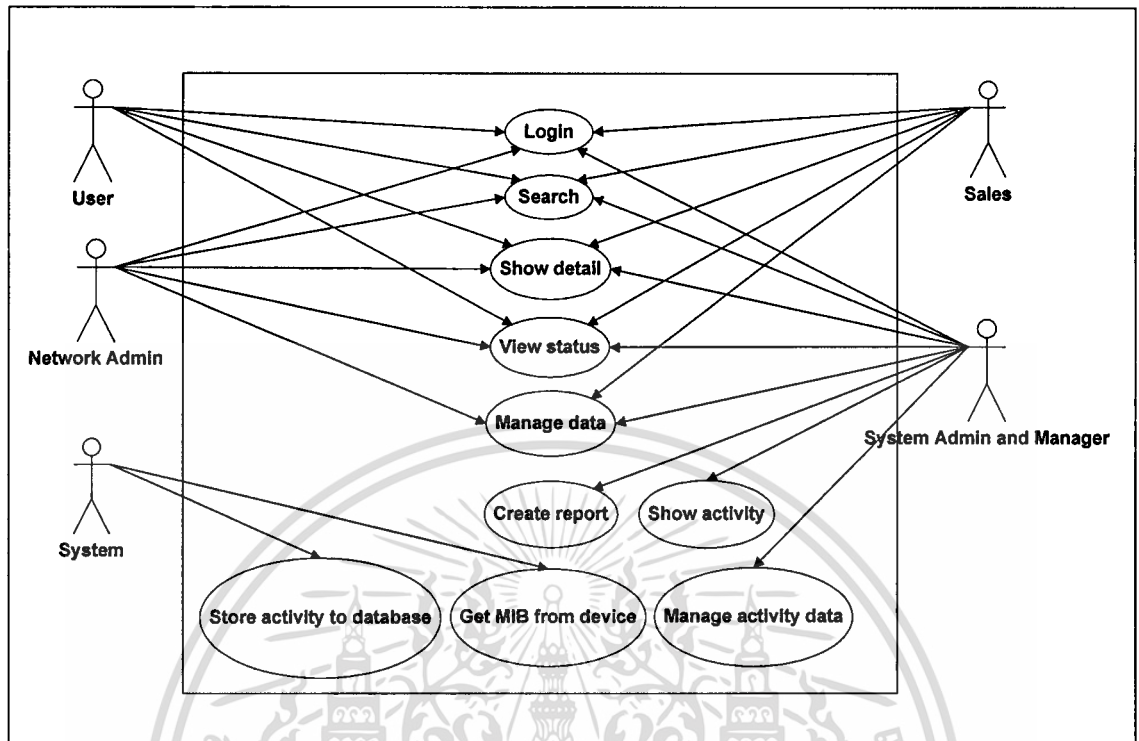 Login
User
Search
Sales
Show detail
Network Admin
View status
Manage data
System Admin and Manager
System
Create report
Show activity
Store activity to database
Get MIB from device
Manage activity data